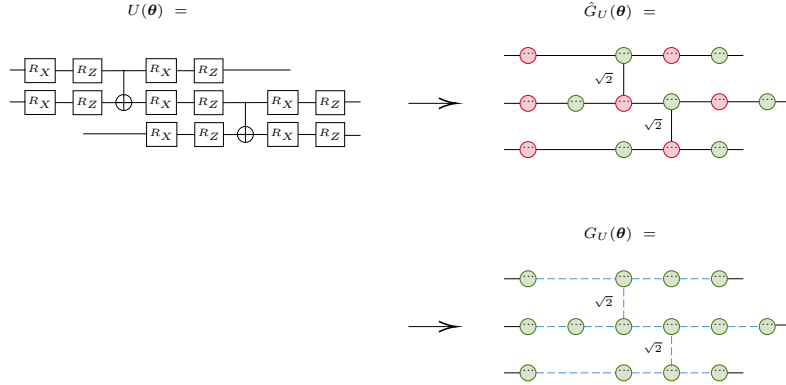 U(θ) =
Ĝ_U(θ) =
R_X R_Z R_X R_Z
√2
R_X R_Z R_X R_Z R_X R_Z
√2
R_X R_Z R_X R_Z
G_U(θ) =
√2
√2